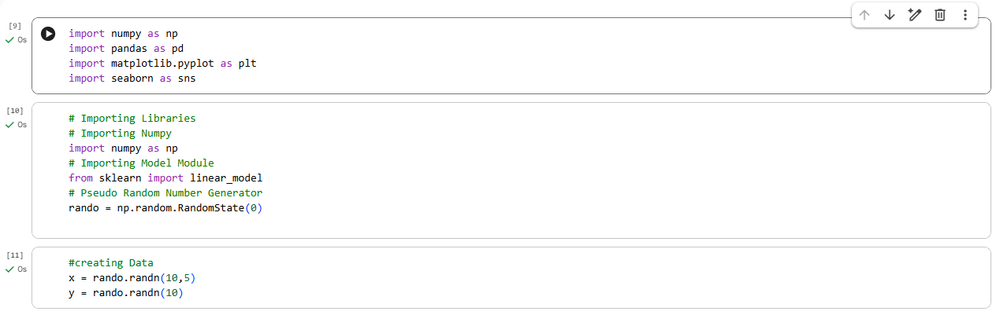 [9]
0s
import numpy as np
import pandas as pd
import matplotlib.pyplot as plt
import seaborn as sns
[10]
0s
# Importing Libraries
# Importing Numpy
import numpy as np
# Importing Model Module
from sklearn import linear_model
# Pseudo Random Number Generator
rando = np.random.RandomState(0)
[11]
0s
#creating Data
x = rando.randn(10,5)
y = rando.randn(10)